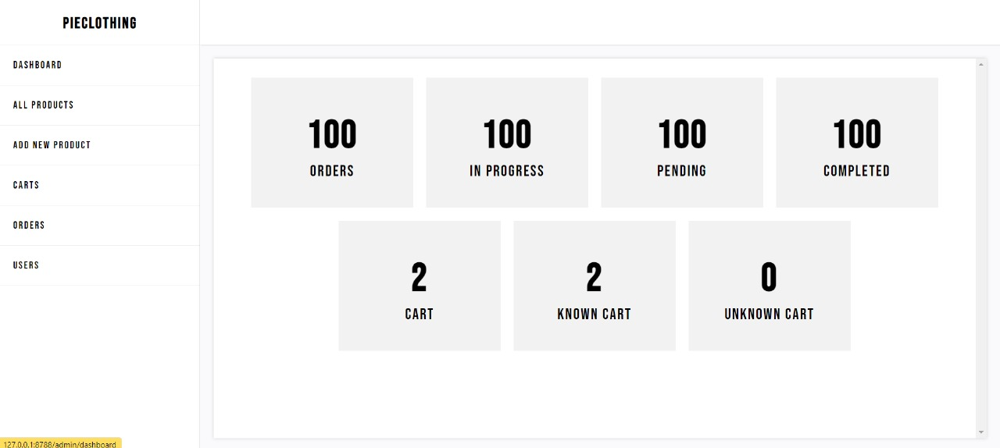 PIECLOTHING
DASHBOARD
ALL PRODUCTS
ADD NEW PRODUCT
CARTS
ORDERS
USERS
100
ORDERS
100
IN PROGRESS
100
PENDING
100
COMPLETED
2
CART
2
KNOWN CART
0
UNKNOWN CART
127.0.0.1:8788/admin/dashboard